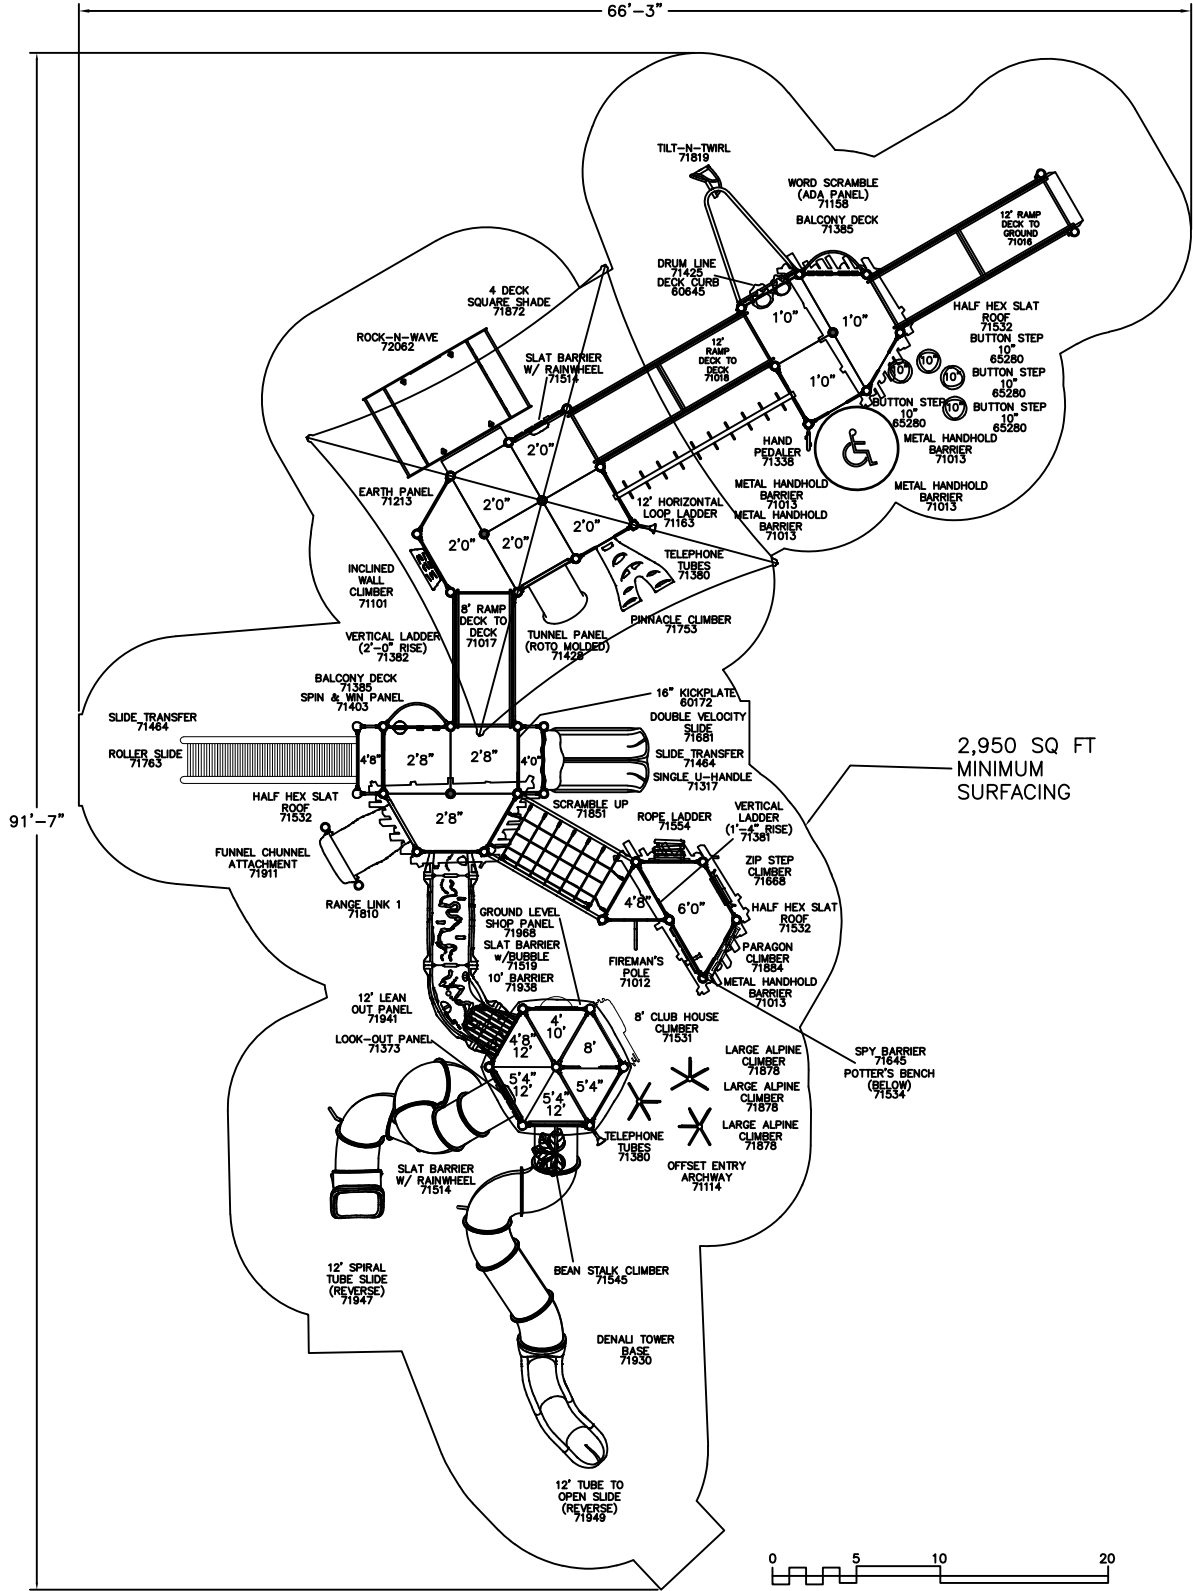 66'-3"
TILT-N-TWIRL
71819
WORD SCRAMBLE
(ADA PANEL)
71158
BALCONY DECK
71385
12' RAMP
DECK TO
GROUND
71016
DRUM LINE
71425
DECK CURB
60645
4 DECK
SQUARE SHADE
71872
1'0"
1'0"
1'0"
HALF HEX SLAT
ROOF
71532
BUTTON STEP
10"
65280
ROCK-N-WAVE
72062
SLAT BARRIER
W/ RAINWHEEL
71514
12'
RAMP
DECK TO
DECK
71018
10"
10"
10"
10"
BUTTON STEP
10"
65280
BUTTON STEP
10"
65280
BUTTON STEP
10"
65280
HAND
PEDALER
71338
METAL HANDHOLD
BARRIER
71013
METAL HANDHOLD
BARRIER
71013
METAL HANDHOLD
BARRIER
71013
METAL HANDHOLD
BARRIER
71013
EARTH PANEL
71213
2'0"
2'0"
2'0"
2'0"
2'0"
12' HORIZONTAL
LOOP LADDER
71163
TELEPHONE
TUBES
71380
INCLINED
WALL
CLIMBER
71101
PINNACLE CLIMBER
71753
8' RAMP
DECK TO
DECK
71017
TUNNEL PANEL
(ROTO MOLDED)
71428
VERTICAL LADDER
(2'-0" RISE)
71382
BALCONY DECK
71385
SPIN & WIN PANEL
71403
16" KICKPLATE
60172
DOUBLE VELOCITY
SLIDE
71681
SLIDE TRANSFER
71464
SINGLE U-HANDLE
71317
SLIDE TRANSFER
71464
ROLLER SLIDE
71763
4'8"
2'8"
2'8"
4'0"
2'8"
2,950 SQ FT
MINIMUM
SURFACING
91'-7"
HALF HEX SLAT
ROOF
71532
SCRAMBLE UP
71851
ROPE LADDER
71554
VERTICAL
LADDER
(1'-4" RISE)
71381
FUNNEL CHUNNEL
ATTACHMENT
71911
RANGE LINK 1
71810
ZIP STEP
CLIMBER
71668
4'8"
6'0"
HALF HEX SLAT
ROOF
71532
GROUND LEVEL
SHOP PANEL
71968
SLAT BARRIER
w/BUBBLE
71519
10' BARRIER
71938
FIREMAN'S
POLE
71012
PARAGON
CLIMBER
71884
METAL HANDHOLD
BARRIER
71013
12' LEAN
OUT PANEL
71941
LOOK-OUT PANEL
71373
4'
10'
4'8"
12'
8'
5'4"
12'
5'4"
12'
5'4"
8' CLUB HOUSE
CLIMBER
71531
SPY BARRIER
71645
POTTER'S BENCH
(BELOW)
71534
LARGE ALPINE
CLIMBER
71878
LARGE ALPINE
CLIMBER
71878
LARGE ALPINE
CLIMBER
71878
TELEPHONE
TUBES
71380
OFFSET ENTRY
ARCHWAY
71114
SLAT BARRIER
W/ RAINWHEEL
71514
12' SPIRAL
TUBE SLIDE
(REVERSE)
71947
BEAN STALK CLIMBER
71545
DENALI TOWER
BASE
71930
12' TUBE TO
OPEN SLIDE
(REVERSE)
71949
0 5 10 20